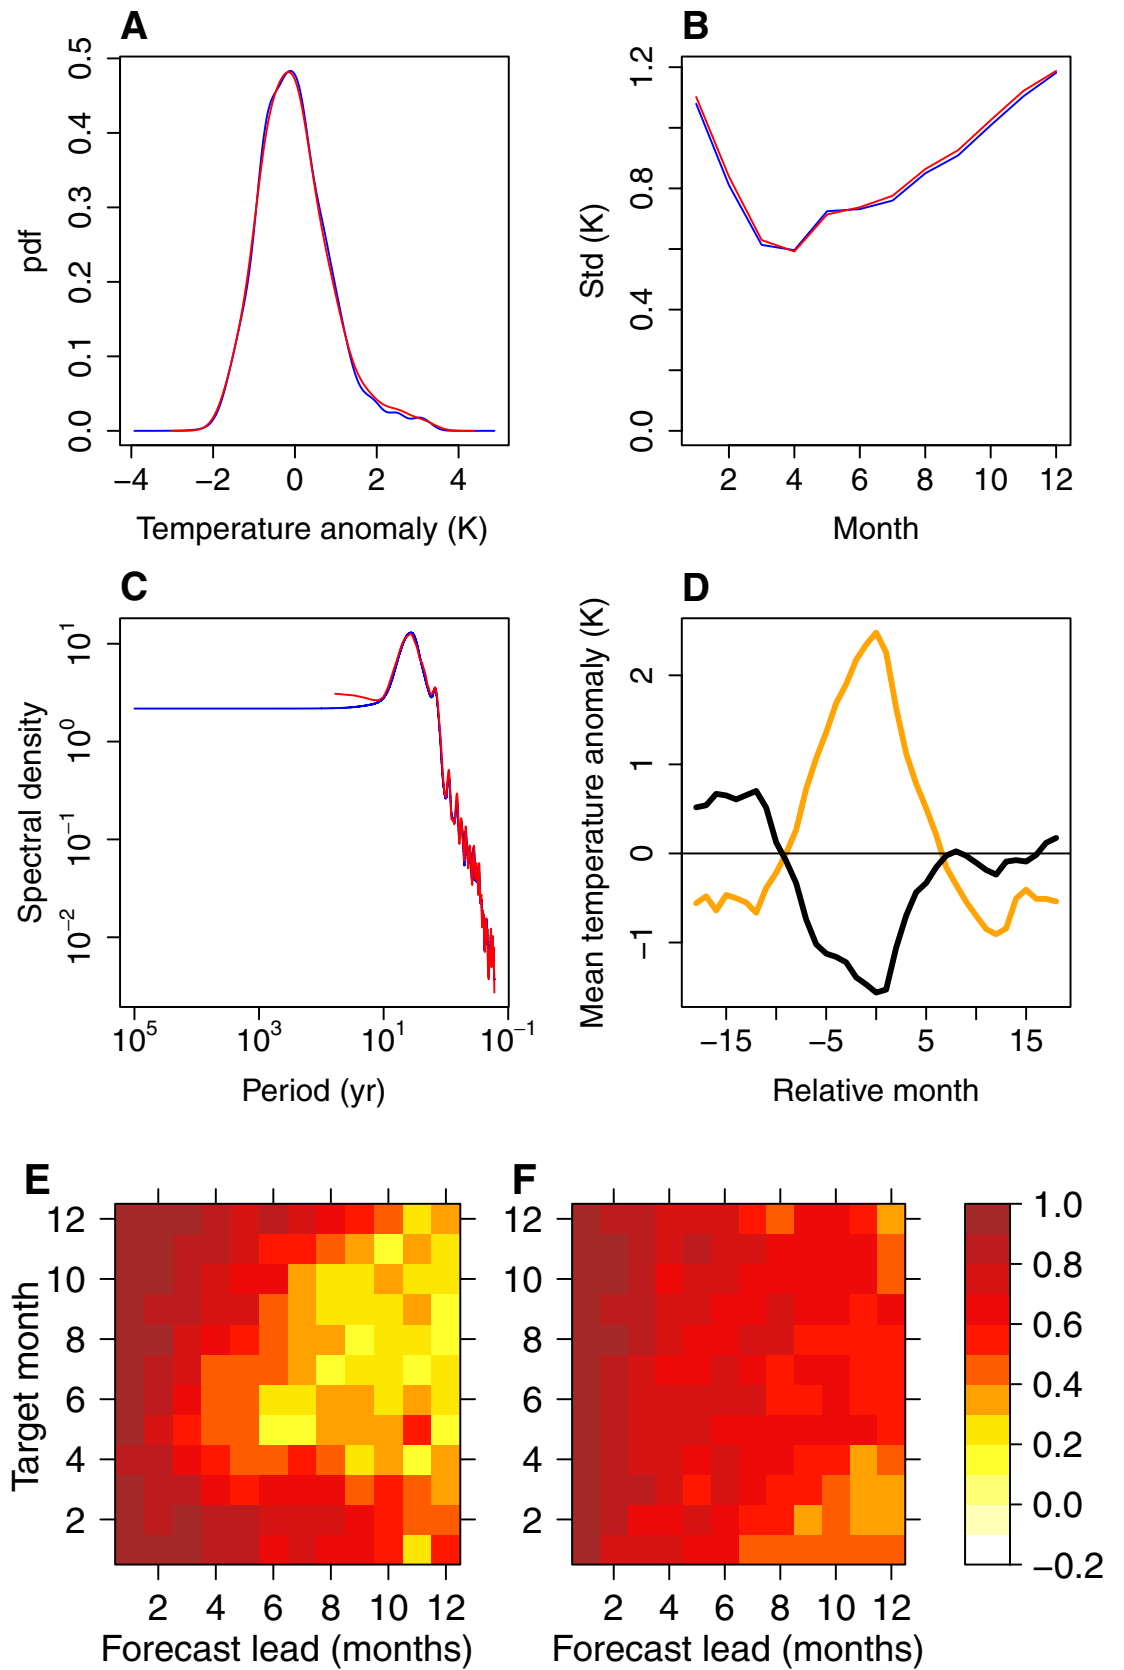 A
pdf
0.5
0.4
0.3
0.2
0.1
0.0
−4 −2 0 2 4
Temperature anomaly (K)
B
Std (K)
1.2
0.8
0.4
0.0
2 4 6 8 10 12
Month
C
Spectral density
10^1
10^0
10^−1
10^−2
10^5 10^3 10^1 10^−1
Period (yr)
D
Mean temperature anomaly (K)
2
1
0
−1
−15 −5 5 15
Relative month
E
Target month
12
10
8
6
4
2
2 4 6 8 10 12
Forecast lead (months)
F
12
10
8
6
4
2
2 4 6 8 10 12
Forecast lead (months)
1.0
0.8
0.6
0.4
0.2
0.0
−0.2